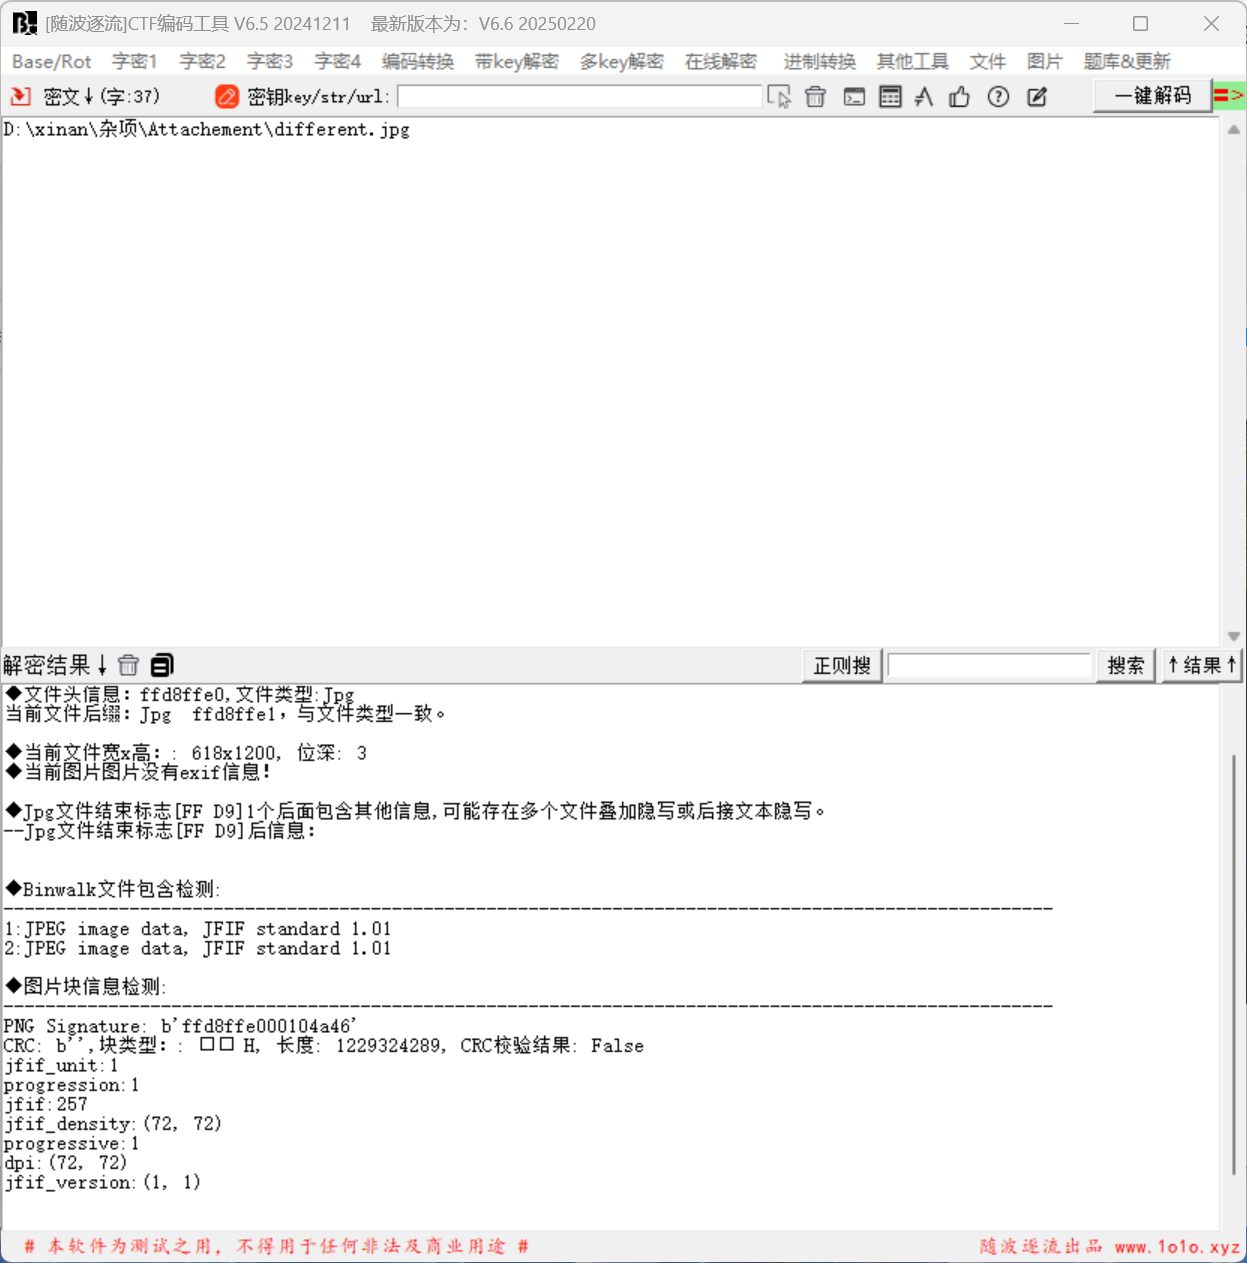 [随波逐流]CTF编码工具 V6.5 20241211 最新版本为：V6.6 20250220
Base/Rot 字密1 字密2 字密3 字密4 编码转换 带key解密 多key解密 在线解密 进制转换 其他工具 文件 图片 题库&更新
密文↓(字:37) 密钥key/str/url: 一键解码 =>
D:\xinan\杂项\Attachement\different.jpg
解密结果↓ 正则搜 搜索 ↑结果↑
◆文件头信息：ffd8ffe0,文件类型:Jpg
当前文件后缀：Jpg ffd8ffe1，与文件类型一致。
◆当前文件宽x高：: 618x1200, 位深: 3
◆当前图片图片没有exif信息！
◆Jpg文件结束标志[FF D9]1个后面包含其他信息,可能存在多个文件叠加隐写或后接文本隐写。
--Jpg文件结束标志[FF D9]后信息：
◆Binwalk文件包含检测:
----------------------------------------------------------------------------------------------------
1:JPEG image data, JFIF standard 1.01
2:JPEG image data, JFIF standard 1.01
◆图片块信息检测:
----------------------------------------------------------------------------------------------------
PNG Signature: b'ffd8ffe000104a46'
CRC: b'',块类型：: □□ H, 长度: 1229324289, CRC校验结果: False
jfif_unit:1
progression:1
jfif:257
jfif_density:(72, 72)
progressive:1
dpi:(72, 72)
jfif_version:(1, 1)
# 本软件为测试之用，不得用于任何非法及商业用途 # 随波逐流出品 www.1o1o.xyz